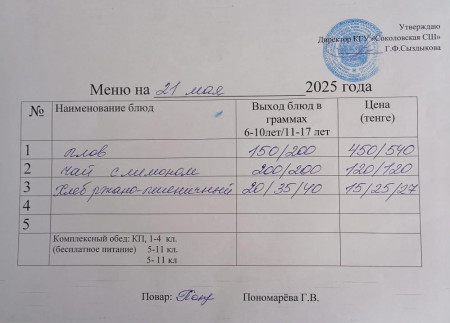 Утверждаю
Директор КГУ «Соколовская СШ»
Г.Ф.Сыздыкова
Меню на 21 мая 2025 года
№ Наименование блюд Выход блюд в граммах 6-10лет/11-17 лет Цена (тенге)
1 плов 150/200 450/540
2 чай с лимоном 200/200 120/120
3 Хлеб ржано-пшеничный 20/35/40 15/25/27
4
5
Комплексный обед: КП, 1-4 кл.
(бесплатное питание) 5-11 кл.
5- 11 кл
Повар: Пономарёва Г.В.